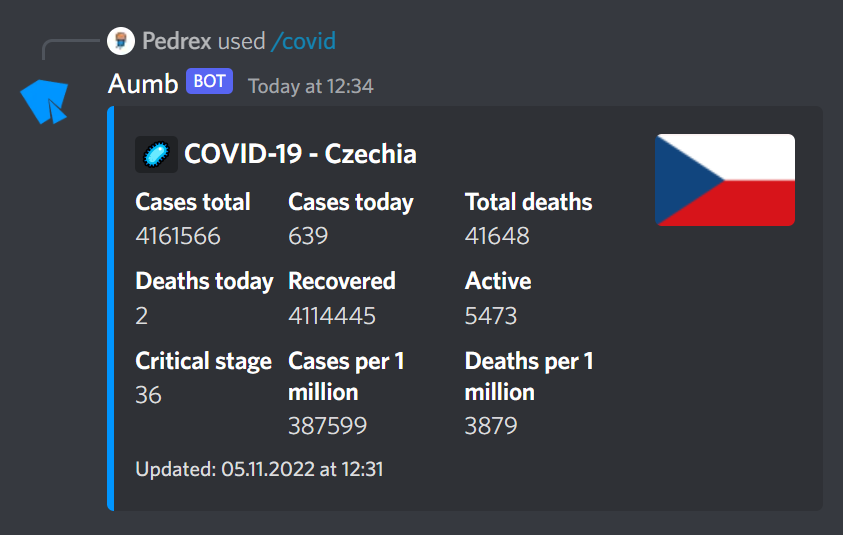 Pedrex used /covid
Aumb BOT Today at 12:34
COVID-19 - Czechia
Cases total Cases today Total deaths
4161566 639 41648
Deaths today Recovered Active
2 4114445 5473
Critical stage Cases per 1 million Deaths per 1 million
36 387599 3879
Updated: 05.11.2022 at 12:31